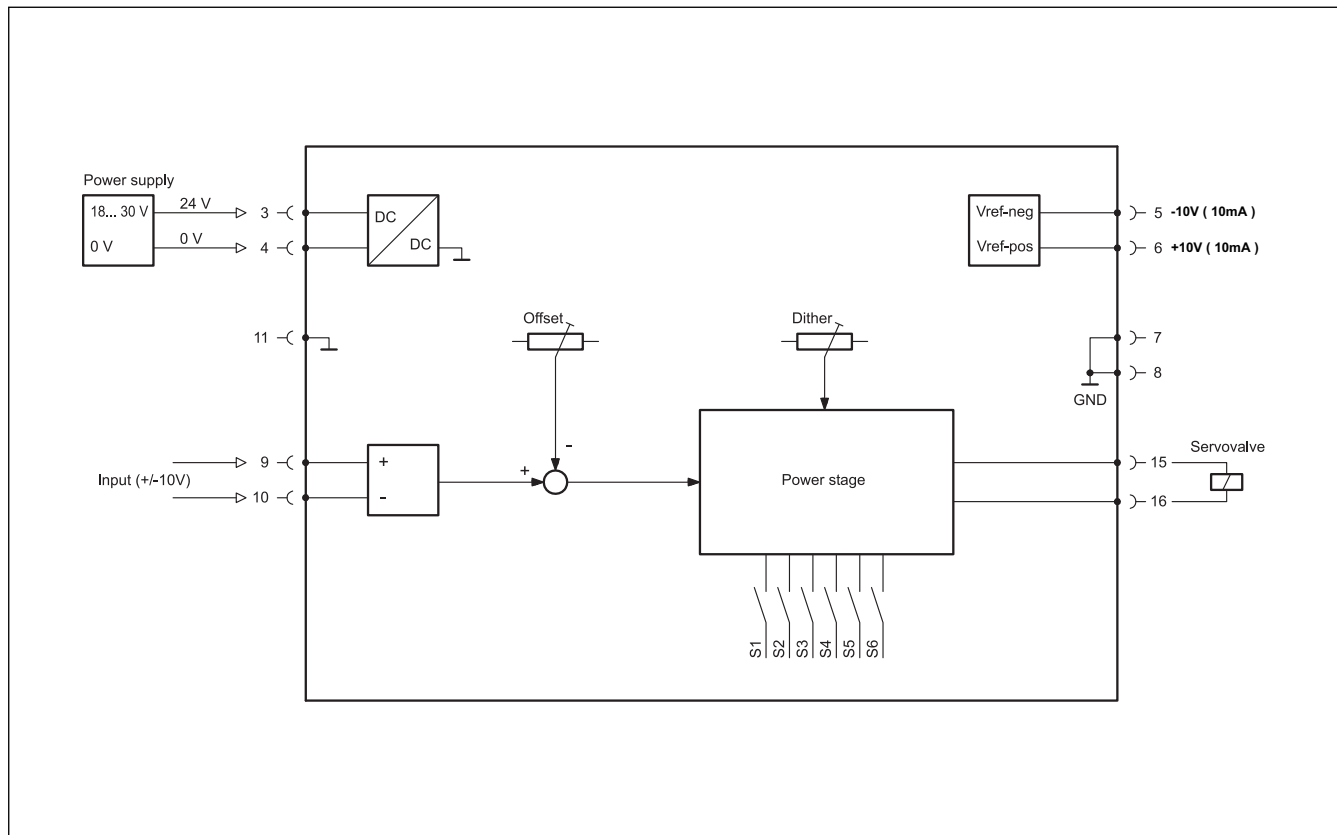 Power supply
18... 30 V
24 V
3
0 V
0 V
4
DC
DC
Vref-neg
5 -10V ( 10mA )
Vref-pos
6 +10V ( 10mA )
11
Offset
Dither
7
8
GND
Input (+/-10V)
9
10
+
-
+
-
Power stage
Servovalve
15
16
S1
S2
S3
S4
S5
S6